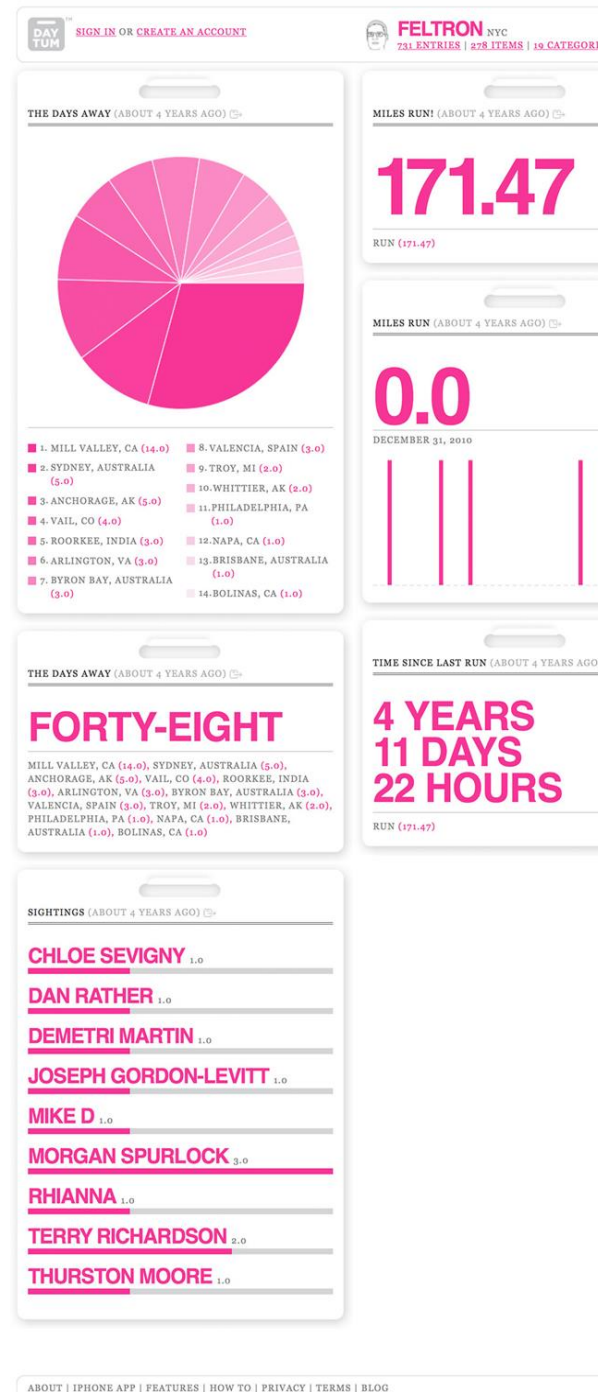 DAY
TUM
SIGN IN OR CREATE AN ACCOUNT
FELTRON NYC
731 ENTRIES | 278 ITEMS | 19 CATEGORI
THE DAYS AWAY (ABOUT 4 YEARS AGO)
1. MILL VALLEY, CA (14.0)
2. SYDNEY, AUSTRALIA
(5.0)
3. ANCHORAGE, AK (5.0)
4. VAIL, CO (4.0)
5. ROORKEE, INDIA (3.0)
6. ARLINGTON, VA (3.0)
7. BYRON BAY, AUSTRALIA
(3.0)
8. VALENCIA, SPAIN (3.0)
9. TROY, MI (2.0)
10. WHITTIER, AK (2.0)
11. PHILADELPHIA, PA
(1.0)
12. NAPA, CA (1.0)
13. BRISBANE, AUSTRALIA
(1.0)
14. BOLINAS, CA (1.0)
THE DAYS AWAY (ABOUT 4 YEARS AGO)
FORTY-EIGHT
MILL VALLEY, CA (14.0), SYDNEY, AUSTRALIA (5.0),
ANCHORAGE, AK (5.0), VAIL, CO (4.0), ROORKEE, INDIA
(3.0), ARLINGTON, VA (3.0), BYRON BAY, AUSTRALIA (3.0),
VALENCIA, SPAIN (3.0), TROY, MI (2.0), WHITTIER, AK (2.0),
PHILADELPHIA, PA (1.0), NAPA, CA (1.0), BRISBANE,
AUSTRALIA (1.0), BOLINAS, CA (1.0)
SIGHTINGS (ABOUT 4 YEARS AGO)
CHLOE SEVIGNY 1.0
DAN RATHER 1.0
DEMETRI MARTIN 1.0
JOSEPH GORDON-LEVITT 1.0
MIKE D 1.0
MORGAN SPURLOCK 3.0
RHIANNA 1.0
TERRY RICHARDSON 2.0
THURSTON MOORE 1.0
MILES RUN! (ABOUT 4 YEARS AGO)
171.47
RUN (171.47)
MILES RUN (ABOUT 4 YEARS AGO)
0.0
DECEMBER 31, 2010
TIME SINCE LAST RUN (ABOUT 4 YEARS AGO
4 YEARS
11 DAYS
22 HOURS
RUN (171.47)
ABOUT | IPHONE APP | FEATURES | HOW TO | PRIVACY | TERMS | BLOG